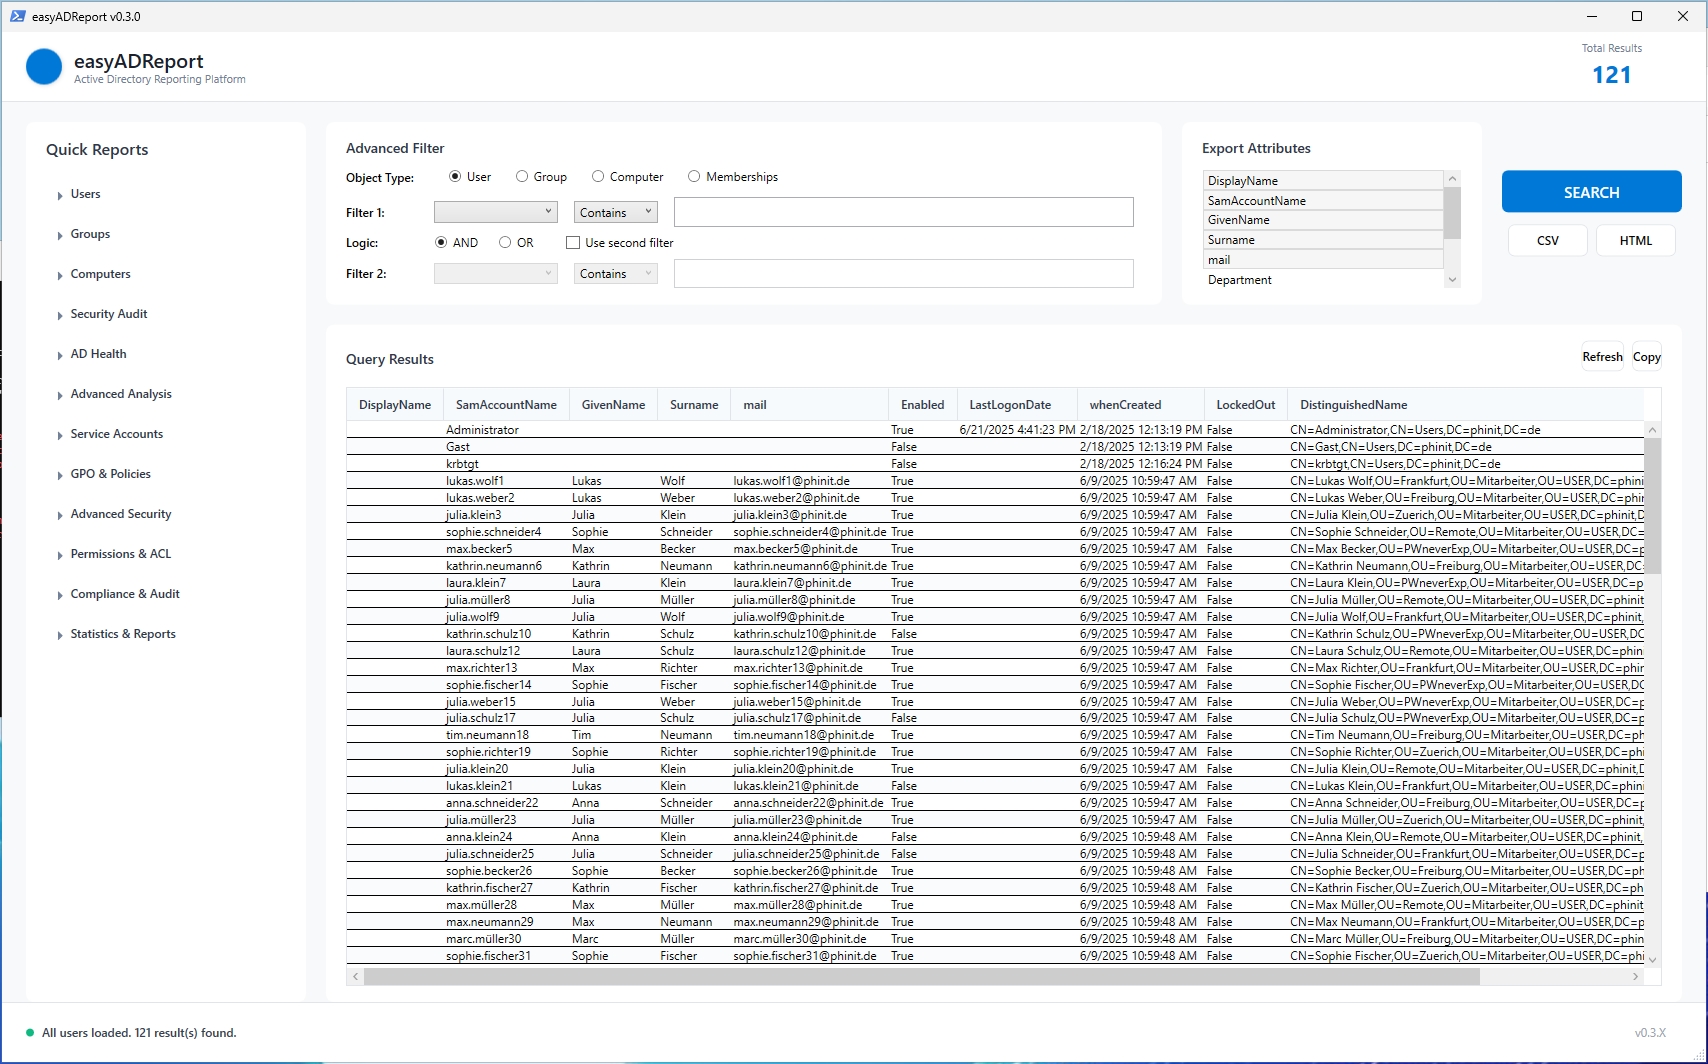 easyADReport v0.3.0
easyADReport
Active Directory Reporting Platform
Total Results
121
Quick Reports
Users
Groups
Computers
Security Audit
AD Health
Advanced Analysis
Service Accounts
GPO & Policies
Advanced Security
Permissions & ACL
Compliance & Audit
Statistics & Reports
Advanced Filter
Object Type: User Group Computer Memberships
Filter 1: Contains
Logic: AND OR Use second filter
Filter 2: Contains
Export Attributes
DisplayName
SamAccountName
GivenName
Surname
mail
Department
SEARCH
CSV HTML
Query Results
Refresh Copy
DisplayName SamAccountName GivenName Surname mail Enabled LastLogonDate whenCreated LockedOut DistinguishedName
Administrator True 6/21/2025 4:41:23 PM 2/18/2025 12:13:19 PM False CN=Administrator,CN=Users,DC=phinit,DC=de
Gast False 2/18/2025 12:13:19 PM False CN=Gast,CN=Users,DC=phinit,DC=de
krbtgt False 2/18/2025 12:16:24 PM False CN=krbtgt,CN=Users,DC=phinit,DC=de
lukas.wolf1 Lukas Wolf lukas.wolf1@phinit.de True 6/9/2025 10:59:47 AM False CN=Lukas Wolf,OU=Frankfurt,OU=Mitarbeiter,OU=USER,DC=phini
lukas.weber2 Lukas Weber lukas.weber2@phinit.de True 6/9/2025 10:59:47 AM False CN=Lukas Weber,OU=Freiburg,OU=Mitarbeiter,OU=USER,DC=phin
julia.klein3 Julia Klein julia.klein3@phinit.de True 6/9/2025 10:59:47 AM False CN=Julia Klein,OU=Zuerich,OU=Mitarbeiter,OU=USER,DC=phinit,D
sophie.schneider4 Sophie Schneider sophie.schneider4@phinit.de True 6/9/2025 10:59:47 AM False CN=Sophie Schneider,OU=Remote,OU=Mitarbeiter,OU=USER,DC=
max.becker5 Max Becker max.becker5@phinit.de True 6/9/2025 10:59:47 AM False CN=Max Becker,OU=PWneverExp,OU=Mitarbeiter,OU=USER,DC=p
kathrin.neumann6 Kathrin Neumann kathrin.neumann6@phinit.de True 6/9/2025 10:59:47 AM False CN=Kathrin Neumann,OU=Freiburg,OU=Mitarbeiter,OU=USER,DC=
laura.klein7 Laura Klein laura.klein7@phinit.de True 6/9/2025 10:59:47 AM False CN=Laura Klein,OU=PWneverExp,OU=Mitarbeiter,OU=USER,DC=p
julia.müller8 Julia Müller julia.müller8@phinit.de True 6/9/2025 10:59:47 AM False CN=Julia Müller,OU=Remote,OU=Mitarbeiter,OU=USER,DC=phinit
julia.wolf9 Julia Wolf julia.wolf9@phinit.de True 6/9/2025 10:59:47 AM False CN=Julia Wolf,OU=Frankfurt,OU=Mitarbeiter,OU=USER,DC=phinit,
kathrin.schulz10 Kathrin Schulz kathrin.schulz10@phinit.de False 6/9/2025 10:59:47 AM False CN=Kathrin Schulz,OU=PWneverExp,OU=Mitarbeiter,OU=USER,DC
laura.schulz12 Laura Schulz laura.schulz12@phinit.de True 6/9/2025 10:59:47 AM False CN=Laura Schulz,OU=Remote,OU=Mitarbeiter,OU=USER,DC=phin
max.richter13 Max Richter max.richter13@phinit.de True 6/9/2025 10:59:47 AM False CN=Max Richter,OU=Frankfurt,OU=Mitarbeiter,OU=USER,DC=phin
sophie.fischer14 Sophie Fischer sophie.fischer14@phinit.de True 6/9/2025 10:59:47 AM False CN=Sophie Fischer,OU=PWneverExp,OU=Mitarbeiter,OU=USER,DC
julia.weber15 Julia Weber julia.weber15@phinit.de True 6/9/2025 10:59:47 AM False CN=Julia Weber,OU=PWneverExp,OU=Mitarbeiter,OU=USER,DC=p
julia.schulz17 Julia Schulz julia.schulz17@phinit.de False 6/9/2025 10:59:47 AM False CN=Julia Schulz,OU=PWneverExp,OU=Mitarbeiter,OU=USER,DC=p
tim.neumann18 Tim Neumann tim.neumann18@phinit.de True 6/9/2025 10:59:47 AM False CN=Tim Neumann,OU=Freiburg,OU=Mitarbeiter,OU=USER,DC=ph
sophie.richter19 Sophie Richter sophie.richter19@phinit.de True 6/9/2025 10:59:47 AM False CN=Sophie Richter,OU=Zuerich,OU=Mitarbeiter,OU=USER,DC=phi
julia.klein20 Julia Klein julia.klein20@phinit.de True 6/9/2025 10:59:47 AM False CN=Julia Klein,OU=Remote,OU=Mitarbeiter,OU=USER,DC=phinit,D
lukas.klein21 Lukas Klein lukas.klein21@phinit.de False 6/9/2025 10:59:47 AM False CN=Lukas Klein,OU=Frankfurt,OU=Mitarbeiter,OU=USER,DC=phin
anna.schneider22 Anna Schneider anna.schneider22@phinit.de True 6/9/2025 10:59:47 AM False CN=Anna Schneider,OU=Freiburg,OU=Mitarbeiter,OU=USER,DC=p
julia.müller23 Julia Müller julia.müller23@phinit.de True 6/9/2025 10:59:47 AM False CN=Julia Müller,OU=Zuerich,OU=Mitarbeiter,OU=USER,DC=phinit,
anna.klein24 Anna Klein anna.klein24@phinit.de False 6/9/2025 10:59:48 AM False CN=Anna Klein,OU=Remote,OU=Mitarbeiter,OU=USER,DC=phinit,
julia.schneider25 Julia Schneider julia.schneider25@phinit.de False 6/9/2025 10:59:48 AM False CN=Julia Schneider,OU=Frankfurt,OU=Mitarbeiter,OU=USER,DC=p
sophie.becker26 Sophie Becker sophie.becker26@phinit.de True 6/9/2025 10:59:48 AM False CN=Sophie Becker,OU=Freiburg,OU=Mitarbeiter,OU=USER,DC=ph
kathrin.fischer27 Kathrin Fischer kathrin.fischer27@phinit.de True 6/9/2025 10:59:48 AM False CN=Kathrin Fischer,OU=Zuerich,OU=Mitarbeiter,OU=USER,DC=ph
max.müller28 Max Müller max.müller28@phinit.de True 6/9/2025 10:59:48 AM False CN=Max Müller,OU=Remote,OU=Mitarbeiter,OU=USER,DC=phinit
max.neumann29 Max Neumann max.neumann29@phinit.de True 6/9/2025 10:59:48 AM False CN=Max Neumann,OU=Frankfurt,OU=Mitarbeiter,OU=USER,DC=p
marc.müller30 Marc Müller marc.müller30@phinit.de True 6/9/2025 10:59:48 AM False CN=Marc Müller,OU=Freiburg,OU=Mitarbeiter,OU=USER,DC=phin
sophie.fischer31 Sophie Fischer sophie.fischer31@phinit.de True 6/9/2025 10:59:48 AM False CN=Sophie Fischer,OU=Zuerich,OU=Mitarbeiter,OU=USER,DC=phi
All users loaded. 121 result(s) found.
v0.3.X